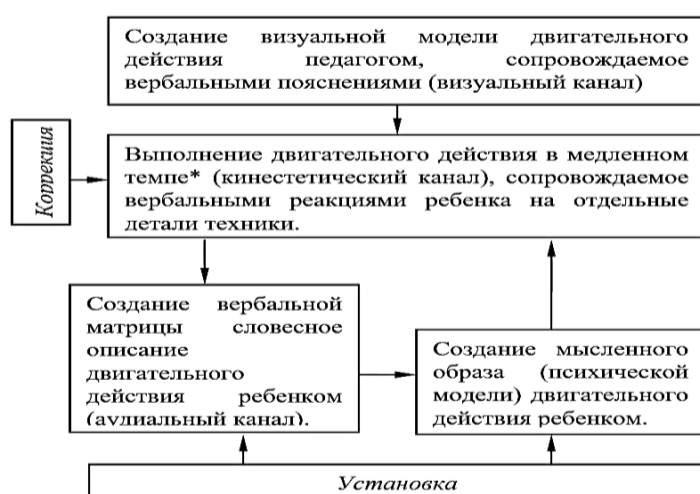 Создание визуальной модели двигательного
действия педагогом, сопровождаемое
вербальными пояснениями (визуальный канал)
Коррекция
Выполнение двигательного действия в медленном
темпе* (кинестетический канал), сопровождаемое
вербальными реакциями ребенка на отдельные
детали техники.
Создание вербальной
матрицы словесное
описание
двигательного
действия ребенком
(аудиальный канал).
Создание мысленного
образа (психической
модели) двигательного
действия ребенком.
Установка